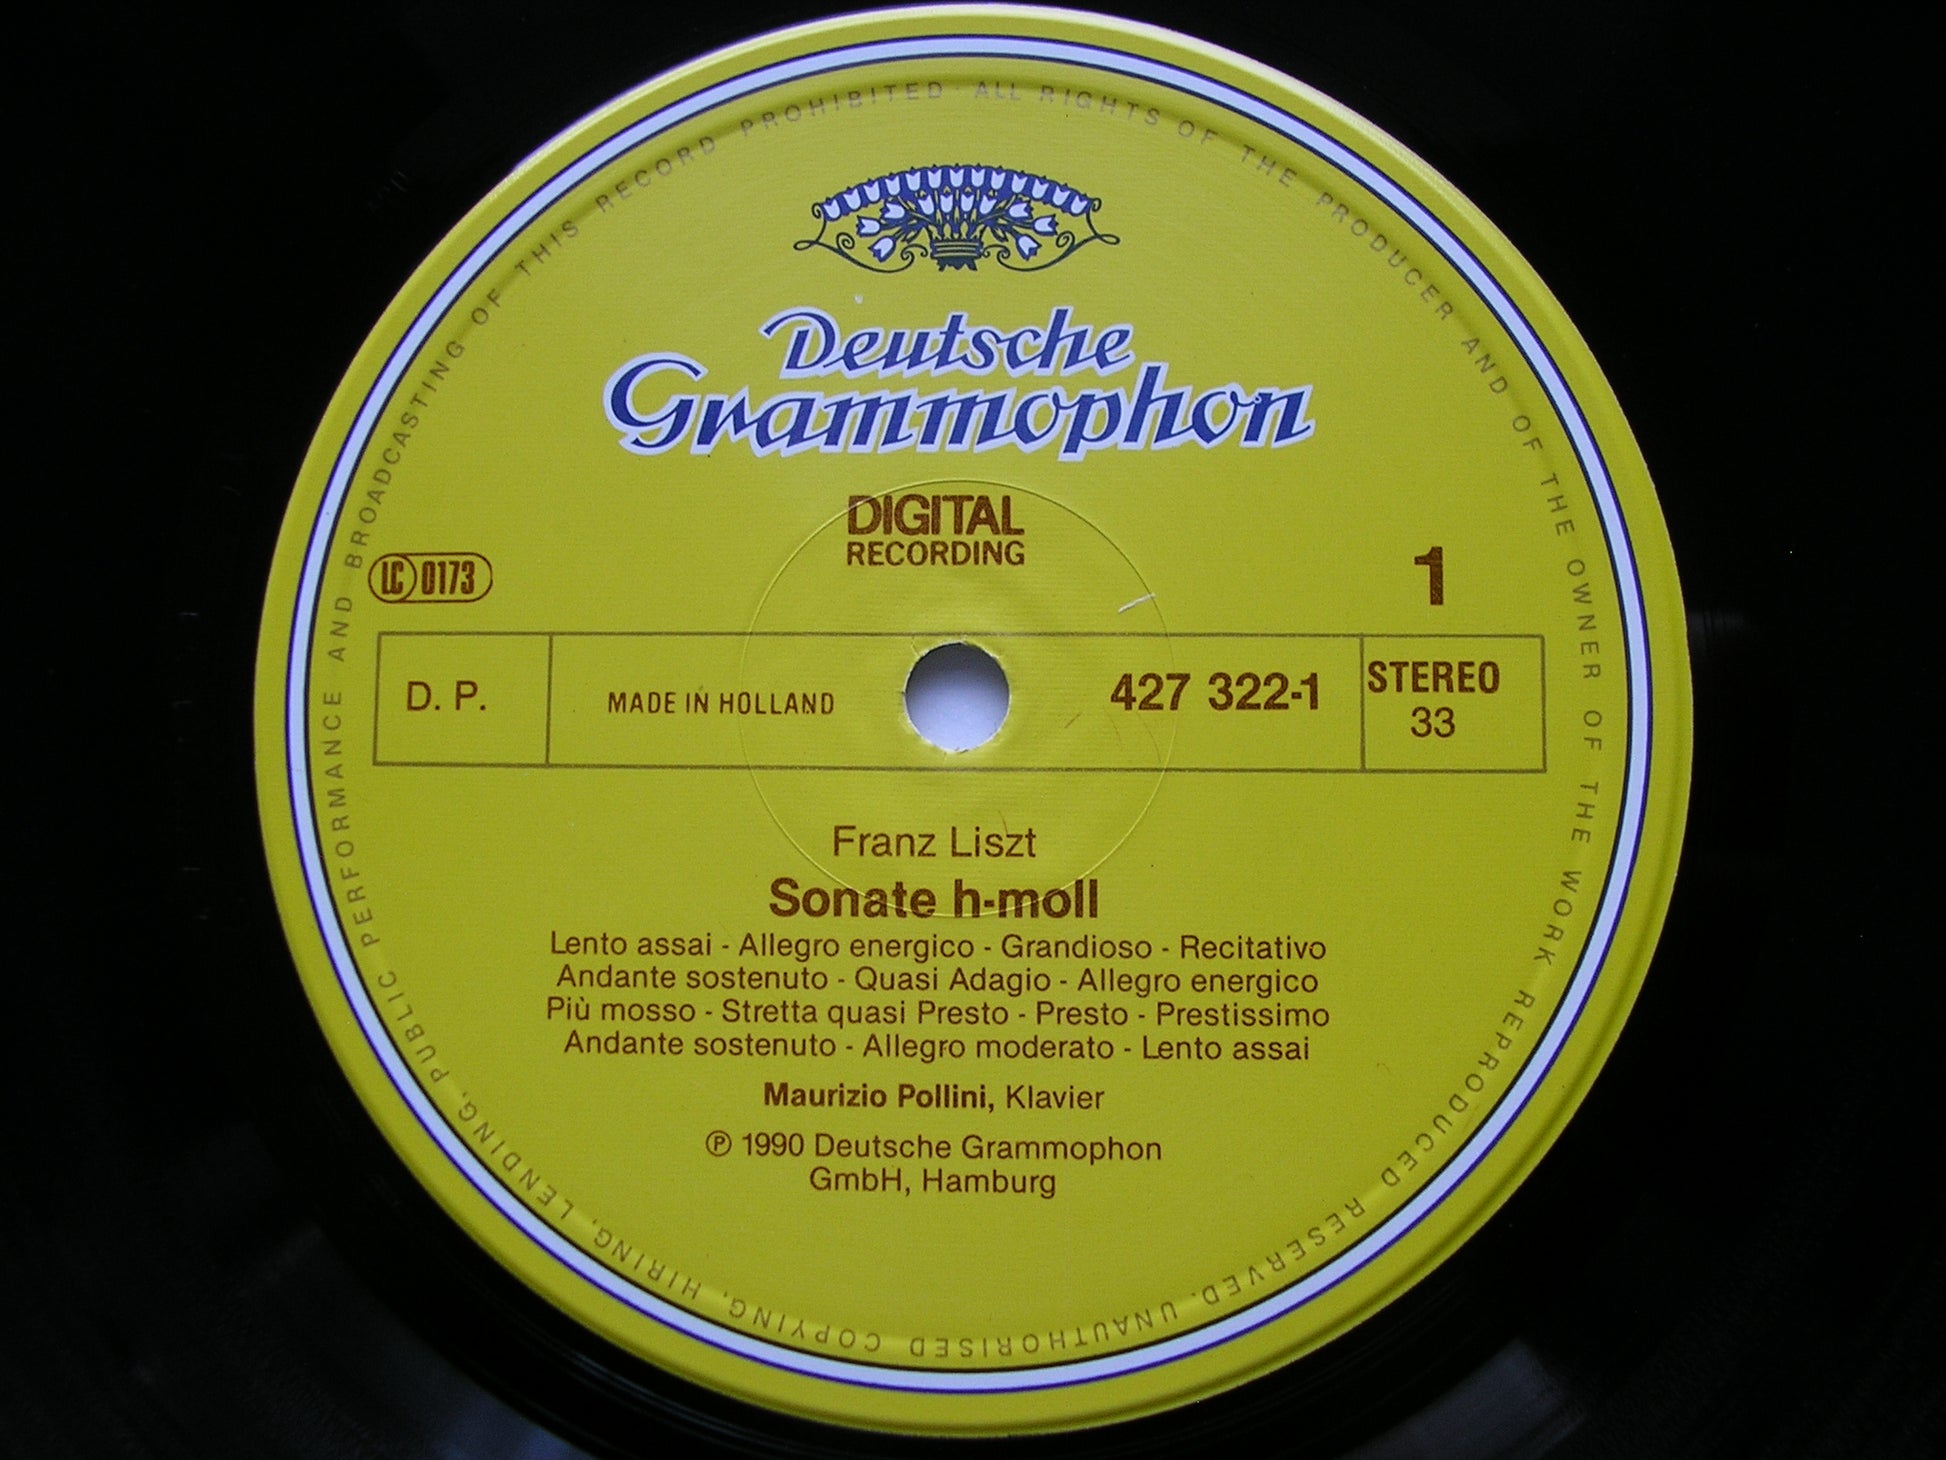 Deutsche
Grammophon
DIGITAL
RECORDING
LC 0173
1
D. P.
MADE IN HOLLAND
427 322-1
STEREO
33
Franz Liszt
Sonate h-moll
Lento assai - Allegro energico - Grandioso - Recitativo
Andante sostenuto - Quasi Adagio - Allegro energico
Più mosso - Stretta quasi Presto - Presto - Prestissimo
Andante sostenuto - Allegro moderato - Lento assai
Maurizio Pollini, Klavier
℗ 1990 Deutsche Grammophon
GmbH, Hamburg
ALL RIGHTS OF THE PRODUCER AND OF THE OWNER OF THE WORK REPRODUCED RESERVED. UNAUTHORISED COPYING, HIRING, LENDING, PUBLIC PERFORMANCE AND BROADCASTING OF THIS RECORD PROHIBITED ·